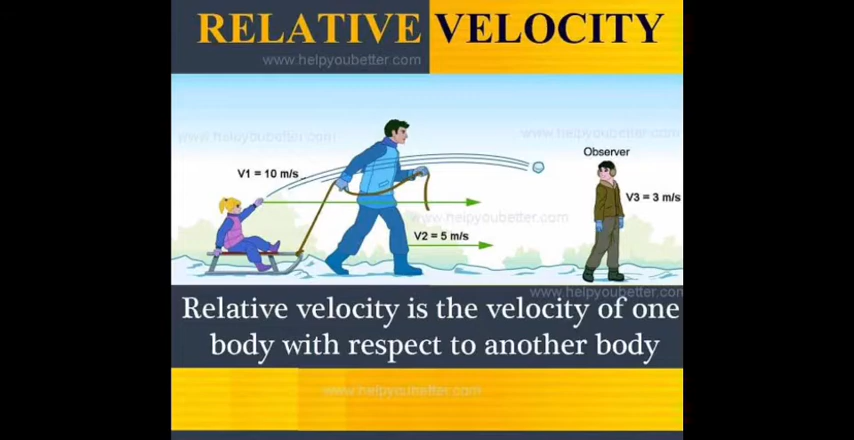 RELATIVE VELOCITY
www.helpyoubetter.com
www.helpyoubetter.com
www.helpyoubetter.com
Observer
V1 = 10 m/s
V3 = 3 m/s
www.helpyoubetter.com
V2 = 5 m/s
www.helpyoubetter.com
Relative velocity is the velocity of one
body with respect to another body
www.helpyoubetter.com